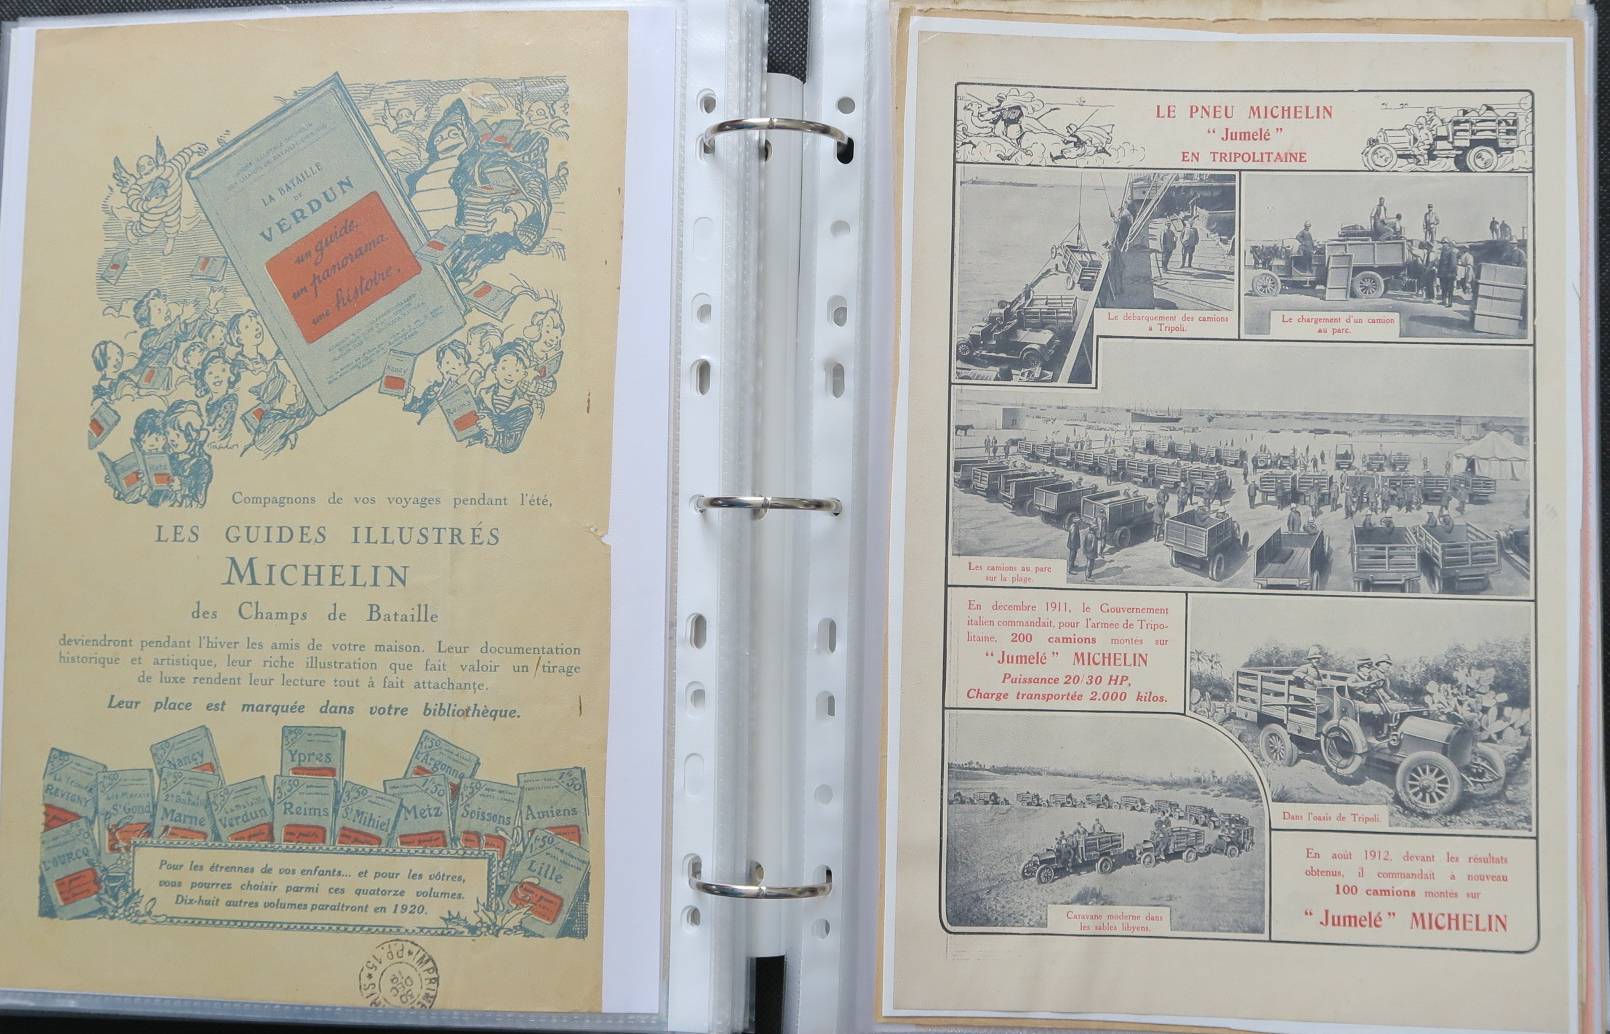 LA BATAILLE
DE
VERDUN
un guide,
un panorama,
une histoire,
NANCY
Metz
Compagnons de vos voyages pendant l'été,
LES GUIDES ILLUSTRÉS
MICHELIN
des Champs de Bataille
deviendront pendant l'hiver les amis de votre maison. Leur documentation
historique et artistique, leur riche illustration que fait valoir un tirage
de luxe rendent leur lecture tout à fait attachante.
Leur place est marquée dans votre bibliothèque.
Nancy
Ypres
L'Argonne
REVIGNY
St Gond
Marne
La Bataille
Verdun
Reims
St Mihiel
Metz
Soissons
Amiens
L'OURCQ
Lille
Pour les étrennes de vos enfants... et pour les vôtres,
vous pourrez choisir parmi ces quatorze volumes.
Dix-huit autres volumes paraîtront en 1920.
LE PNEU MICHELIN
“ Jumelé ”
EN TRIPOLITAINE
Le débarquement des camions
à Tripoli.
Le chargement d'un camion
au parc.
Les camions au parc
sur la plage.
En décembre 1911, le Gouvernement
italien commandait, pour l'armée de Tripo-
litaine, 200 camions montés sur
“ Jumelé ” MICHELIN
Puissance 20/30 HP,
Charge transportée 2.000 kilos.
Dans l'oasis de Tripoli.
Caravane moderne dans
les sables libyens.
En août 1912, devant les résultats
obtenus, il commandait à nouveau
100 camions montés sur
“ Jumelé ” MICHELIN